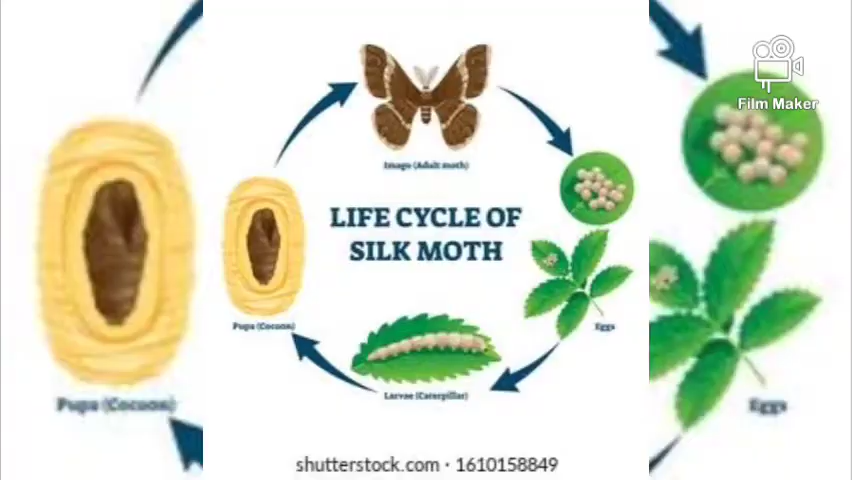 Film Maker
Imago (Adult moth)
LIFE CYCLE OF
SILK MOTH
Pupa (Cocoon)
Eggs
Larvae (Caterpillar)
Pupa (Cocoon)
Eggs
shutterstock.com · 1610158849